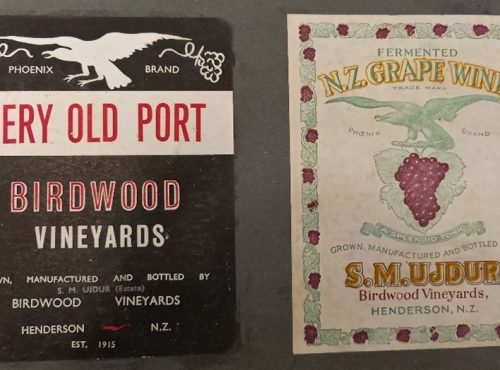 PHOENIX BRAND
ERY OLD PORT
BIRDWOOD
VINEYARDS
WN, MANUFACTURED AND BOTTLED BY
S. M. UJDUR (Estate)
BIRDWOOD VINEYARDS
HENDERSON N.Z.
EST. 1915
FERMENTED
N.Z. GRAPE WINE
TRADE MARK
PHŒNIX BRAND
A SPLENDID TONIC
GROWN, MANUFACTURED AND BOTTLED
S. M. UJDUR
Birdwood Vineyards,
HENDERSON, N.Z.